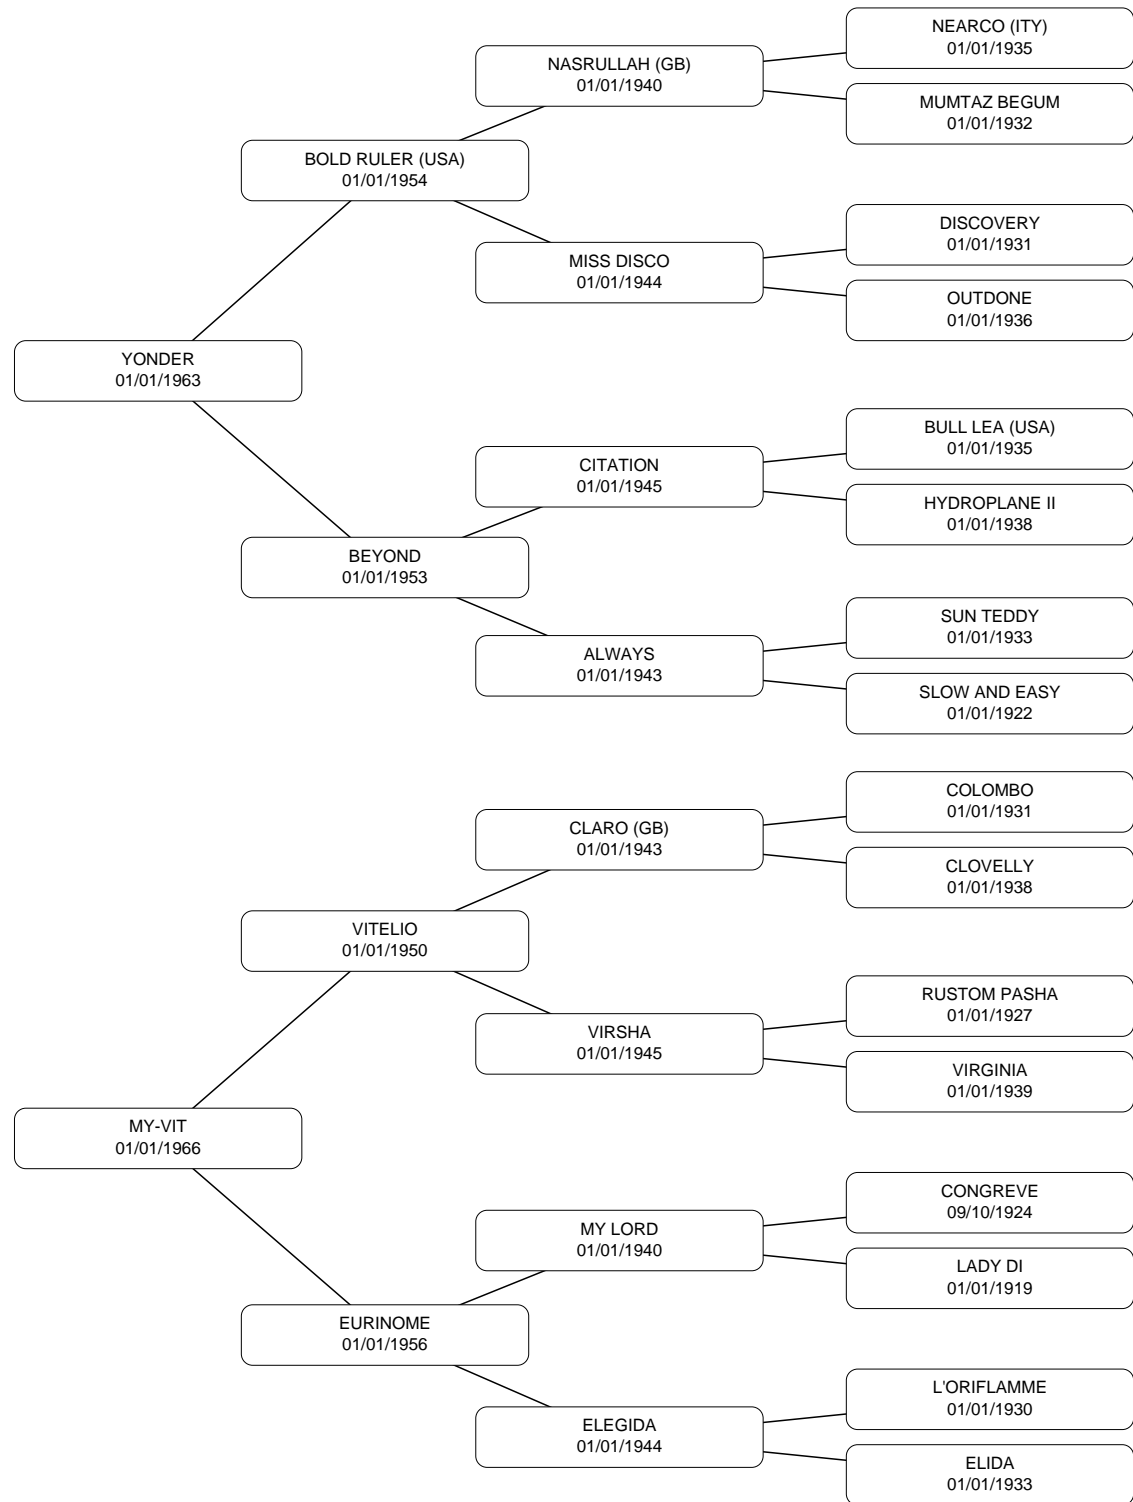 NEARCO (ITY)
01/01/1935
NASRULLAH (GB)
01/01/1940
MUMTAZ BEGUM
01/01/1932
BOLD RULER (USA)
01/01/1954
DISCOVERY
01/01/1931
MISS DISCO
01/01/1944
OUTDONE
01/01/1936
YONDER
01/01/1963
BULL LEA (USA)
01/01/1935
CITATION
01/01/1945
HYDROPLANE II
01/01/1938
BEYOND
01/01/1953
SUN TEDDY
01/01/1933
ALWAYS
01/01/1943
SLOW AND EASY
01/01/1922
COLOMBO
01/01/1931
CLARO (GB)
01/01/1943
CLOVELLY
01/01/1938
VITELIO
01/01/1950
RUSTOM PASHA
01/01/1927
VIRSHA
01/01/1945
VIRGINIA
01/01/1939
MY-VIT
01/01/1966
CONGREVE
09/10/1924
MY LORD
01/01/1940
LADY DI
01/01/1919
EURINOME
01/01/1956
L'ORIFLAMME
01/01/1930
ELEGIDA
01/01/1944
ELIDA
01/01/1933